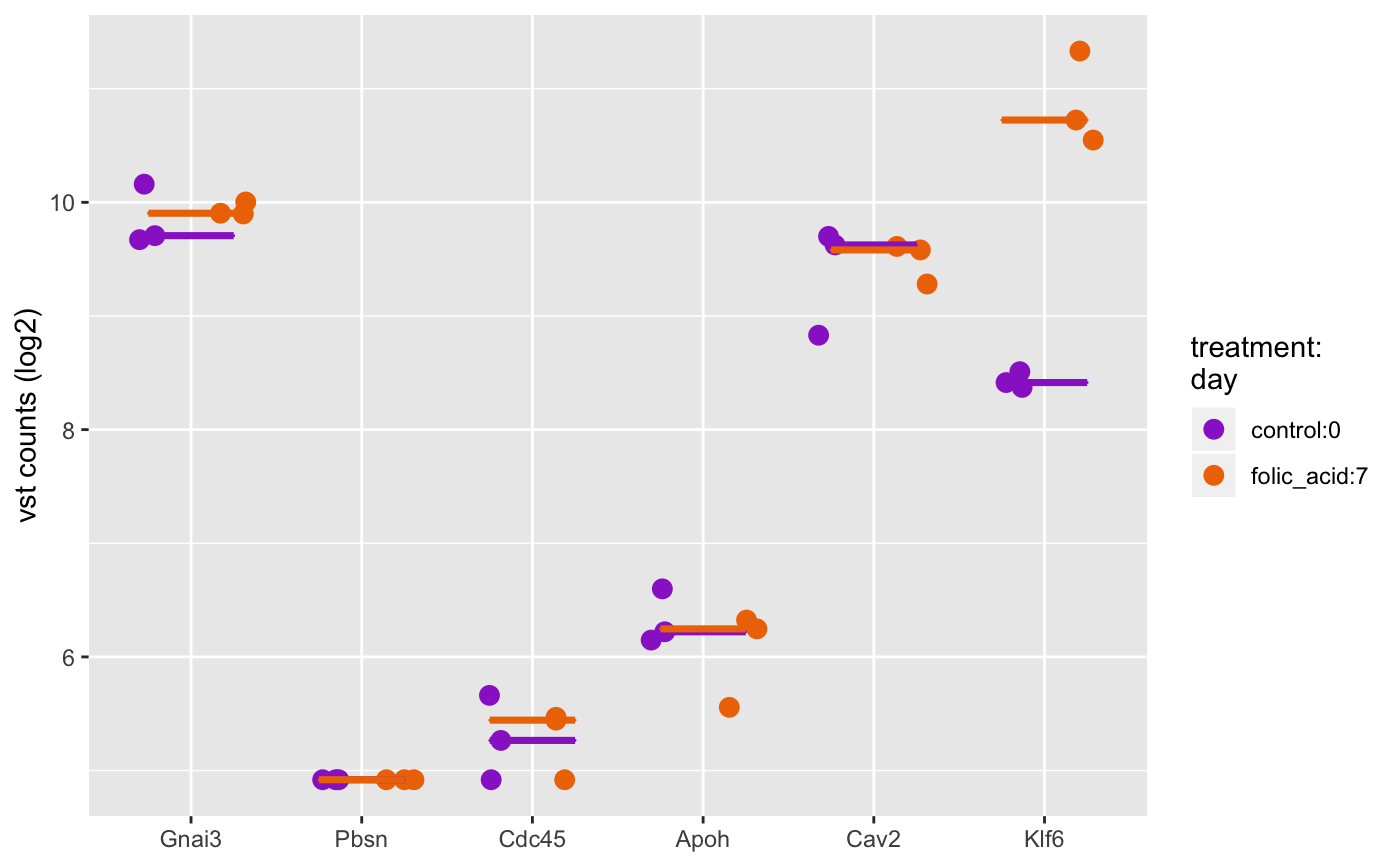 vst counts (log2)
10
8
6
Gnai3 Pbsn Cdc45 Apoh Cav2 Klf6
treatment:
day
control:0
folic_acid:7